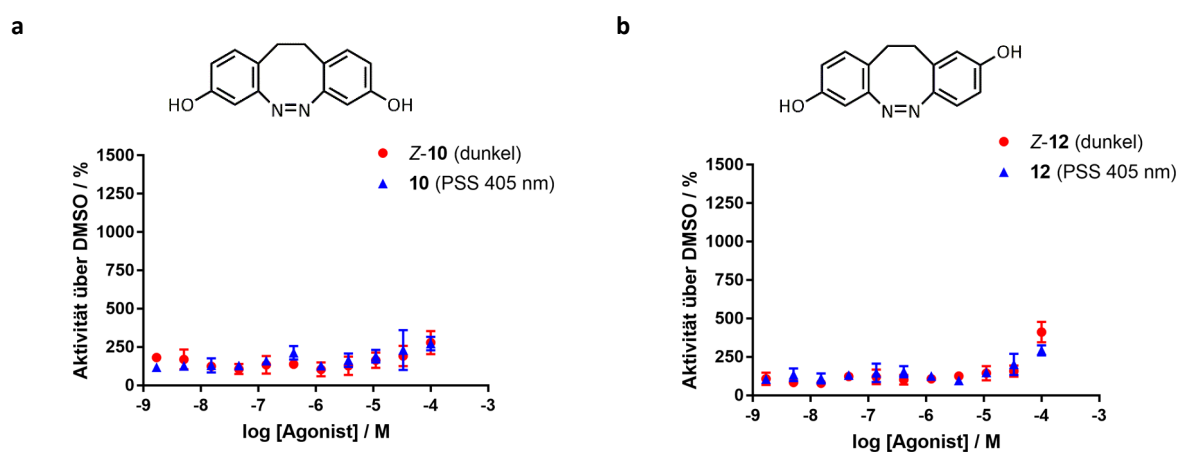 a
HO
N=N
OH
1500
1250
1000
750
500
250
0
Aktivität über DMSO / %
Z-10 (dunkel)
10 (PSS 405 nm)
-9 -8 -7 -6 -5 -4 -3
log [Agonist] / M
b
OH
HO
N=N
1500
1250
1000
750
500
250
0
Aktivität über DMSO / %
Z-12 (dunkel)
12 (PSS 405 nm)
-9 -8 -7 -6 -5 -4 -3
log [Agonist] / M